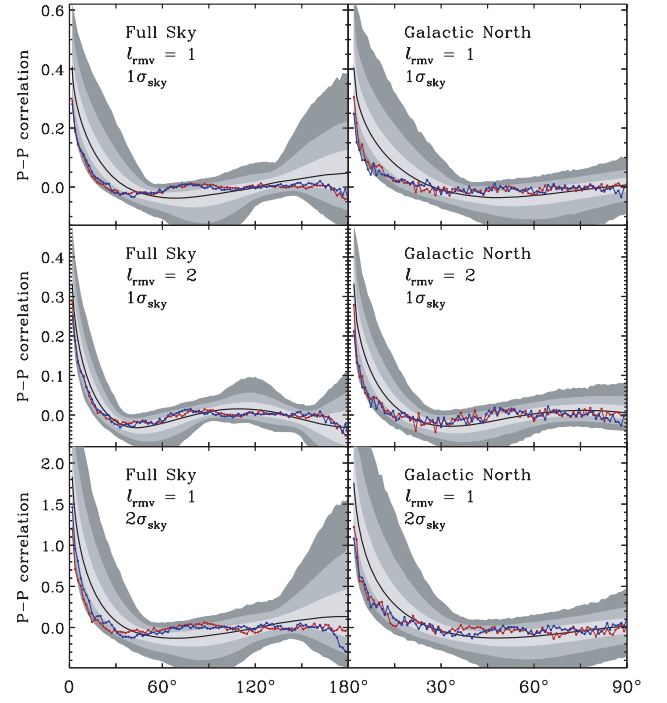 0.6
0.4
0.2
0.0
P-P correlation
Full Sky
l_rmv = 1
1σ_sky
Galactic North
l_rmv = 1
1σ_sky
0.4
0.3
0.2
0.1
0.0
P-P correlation
Full Sky
l_rmv = 2
1σ_sky
Galactic North
l_rmv = 2
1σ_sky
2.0
1.5
1.0
0.5
0.0
P-P correlation
Full Sky
l_rmv = 1
2σ_sky
Galactic North
l_rmv = 1
2σ_sky
0 60° 120° 180° 30° 60° 90°